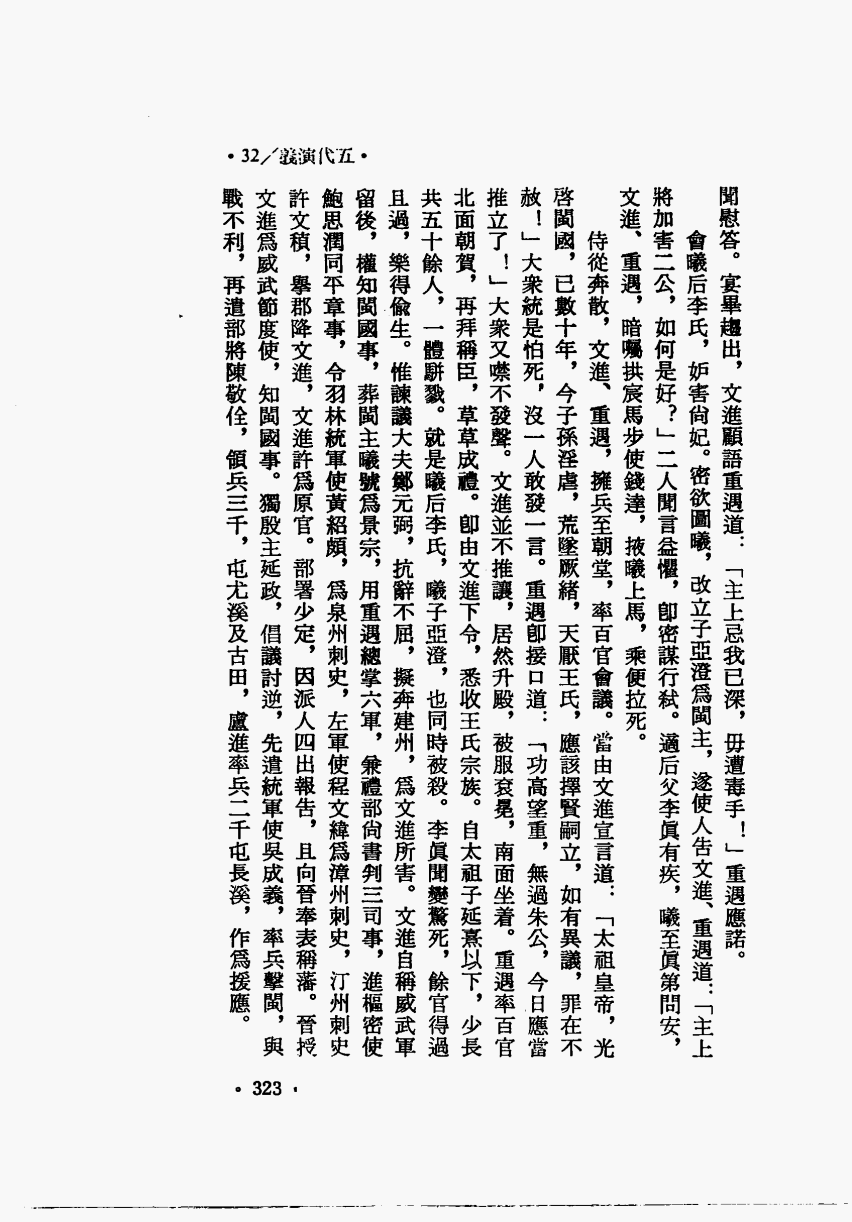 •32／義演代五•
聞慰答。宴畢趨出，文進顧語重遇道：「主上忌我已深，毋遭毒手！」重遇應諾。
會曦后李氏，妒害尙妃。密欲圖曦，改立子亞澄爲閩主，遂使人吿文進、重遇道：「主上
將加害二公，如何是好？」二人聞言益懼，卽密謀行弒。適后父李眞有疾，曦至眞第問安，
文進、重遇，暗囑拱宸馬步使錢達，掖曦上馬，乘便拉死。
侍從奔散，文進、重遇，擁兵至朝堂，率百官會議。當由文進宣言道：「太祖皇帝，光
啓閩國，已數十年，今子孫淫虐，荒墜厥緖，天厭王氏，應該擇賢嗣立，如有異議，罪在不
赦！」大衆統是怕死，沒一人敢發一言。重遇卽接口道：「功高望重，無過朱公，今日應當
推立了！」大衆又噤不發聲。文進並不推讓，居然升殿，被服袞冕，南面坐着。重遇率百官
北面朝賀，再拜稱臣，草草成禮。卽由文進下令，悉收王氏宗族。自太祖子延熹以下，少長
共五十餘人，一體駢戮。就是曦后李氏，曦子亞澄，也同時被殺。李眞聞變驚死，餘官得過
且過，樂得偸生。惟諫議大夫鄭元弼，抗辭不屈，擬奔建州，爲文進所害。文進自稱威武軍
留後，權知閩國事，葬閩主曦號爲景宗，用重遇總掌六軍，兼禮部尙書判三司事，進樞密使
鮑思潤同平章事，令羽林統軍使黃紹頗，爲泉州刺史，左軍使程文緯爲漳州刺史，汀州刺史
許文稹，擧郡降文進，文進許爲原官。部署少定，因派人四出報吿，且向晉奉表稱藩。晉授
文進爲威武節度使，知閩國事。獨殷主延政，倡議討逆，先遣統軍使吳成義，率兵擊閩，與
戰不利，再遣部將陳敬佺，領兵三千，屯尤溪及古田，盧進率兵二千屯長溪，作爲援應。
•323•